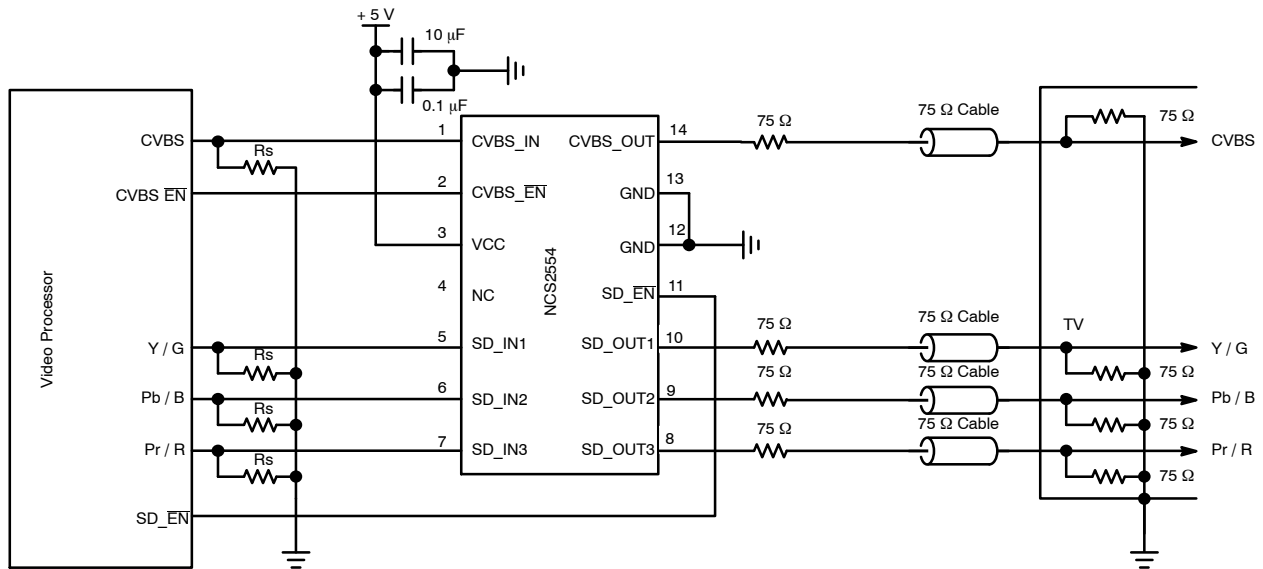 + 5 V
10 μF
0.1 μF
Video Processor
CVBS
CVBS EN
Y / G
Pb / B
Pr / R
SD_EN
Rs
Rs
Rs
Rs
1
2
3
4
5
6
7
CVBS_IN
CVBS_EN
VCC
NC
SD_IN1
SD_IN2
SD_IN3
NCS2554
CVBS_OUT
GND
GND
SD_EN
SD_OUT1
SD_OUT2
SD_OUT3
14
13
12
11
10
9
8
75 Ω
75 Ω
75 Ω
75 Ω
75 Ω Cable
75 Ω Cable
75 Ω Cable
75 Ω Cable
TV
75 Ω
75 Ω
75 Ω
75 Ω
CVBS
Y / G
Pb / B
Pr / R